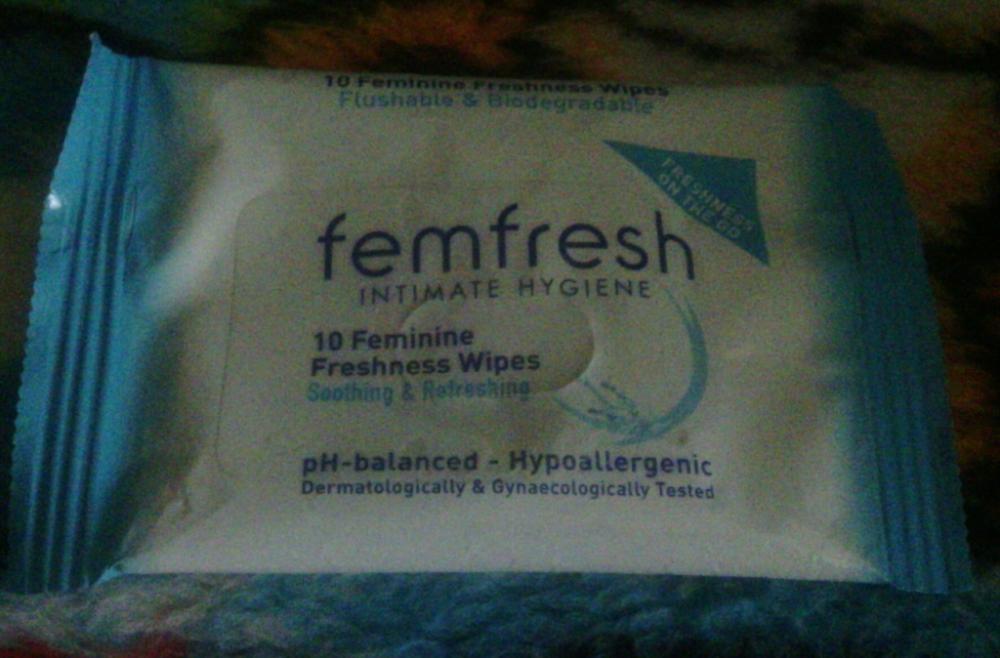 10 Feminine Freshness Wipes
Flushable & Biodegradable
FRESHNESS
ON THE GO
femfresh
INTIMATE HYGIENE
10 Feminine
Freshness Wipes
Soothing & Refreshing
pH-balanced - Hypoallergenic
Dermatologically & Gynaecologically Tested